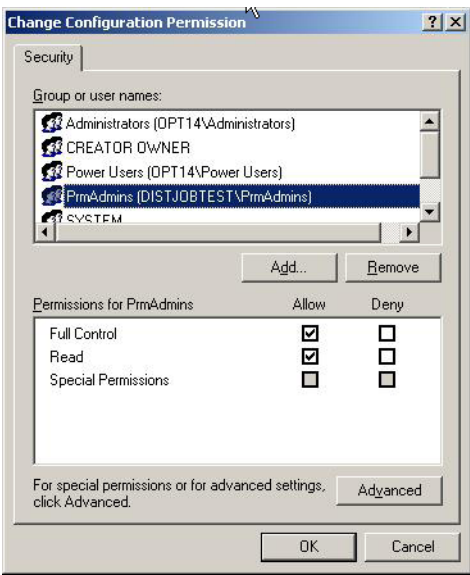 Change Configuration Permission
Security
Group or user names:
Administrators (OPT14\Administrators)
CREATOR OWNER
Power Users (OPT14\Power Users)
PrmAdmins (DISTJOBTEST\PrmAdmins)
SYSTEM
Add... Remove
Permissions for PrmAdmins Allow Deny
Full Control
Read
Special Permissions
For special permissions or for advanced settings,
click Advanced.
Advanced
OK Cancel